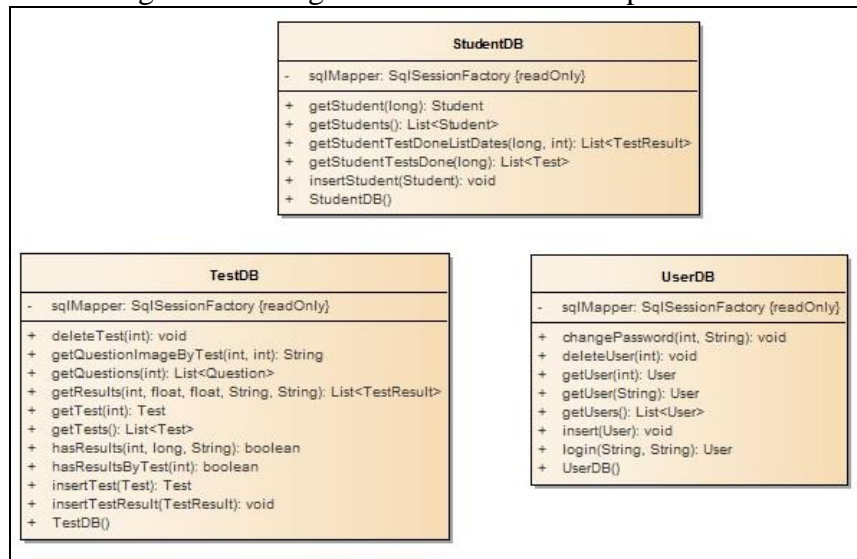 StudentDB
- sqlMapper: SqlSessionFactory {readOnly}
+ getStudent(long): Student
+ getStudents(): List<Student>
+ getStudentTestDoneListDates(long, int): List<TestResult>
+ getStudentTestsDone(long): List<Test>
+ insertStudent(Student): void
+ StudentDB()
TestDB
- sqlMapper: SqlSessionFactory {readOnly}
+ deleteTest(int): void
+ getQuestionImageByTest(int, int): String
+ getQuestions(int): List<Question>
+ getResults(int, float, float, String, String): List<TestResult>
+ getTest(int): Test
+ getTests(): List<Test>
+ hasResults(int, long, String): boolean
+ hasResultsByTest(int): boolean
+ insertTest(Test): Test
+ insertTestResult(TestResult): void
+ TestDB()
UserDB
- sqlMapper: SqlSessionFactory {readOnly}
+ changePassword(int, String): void
+ deleteUser(int): void
+ getUser(int): User
+ getUser(String): User
+ getUsers(): List<User>
+ insert(User): void
+ login(String, String): User
+ UserDB()